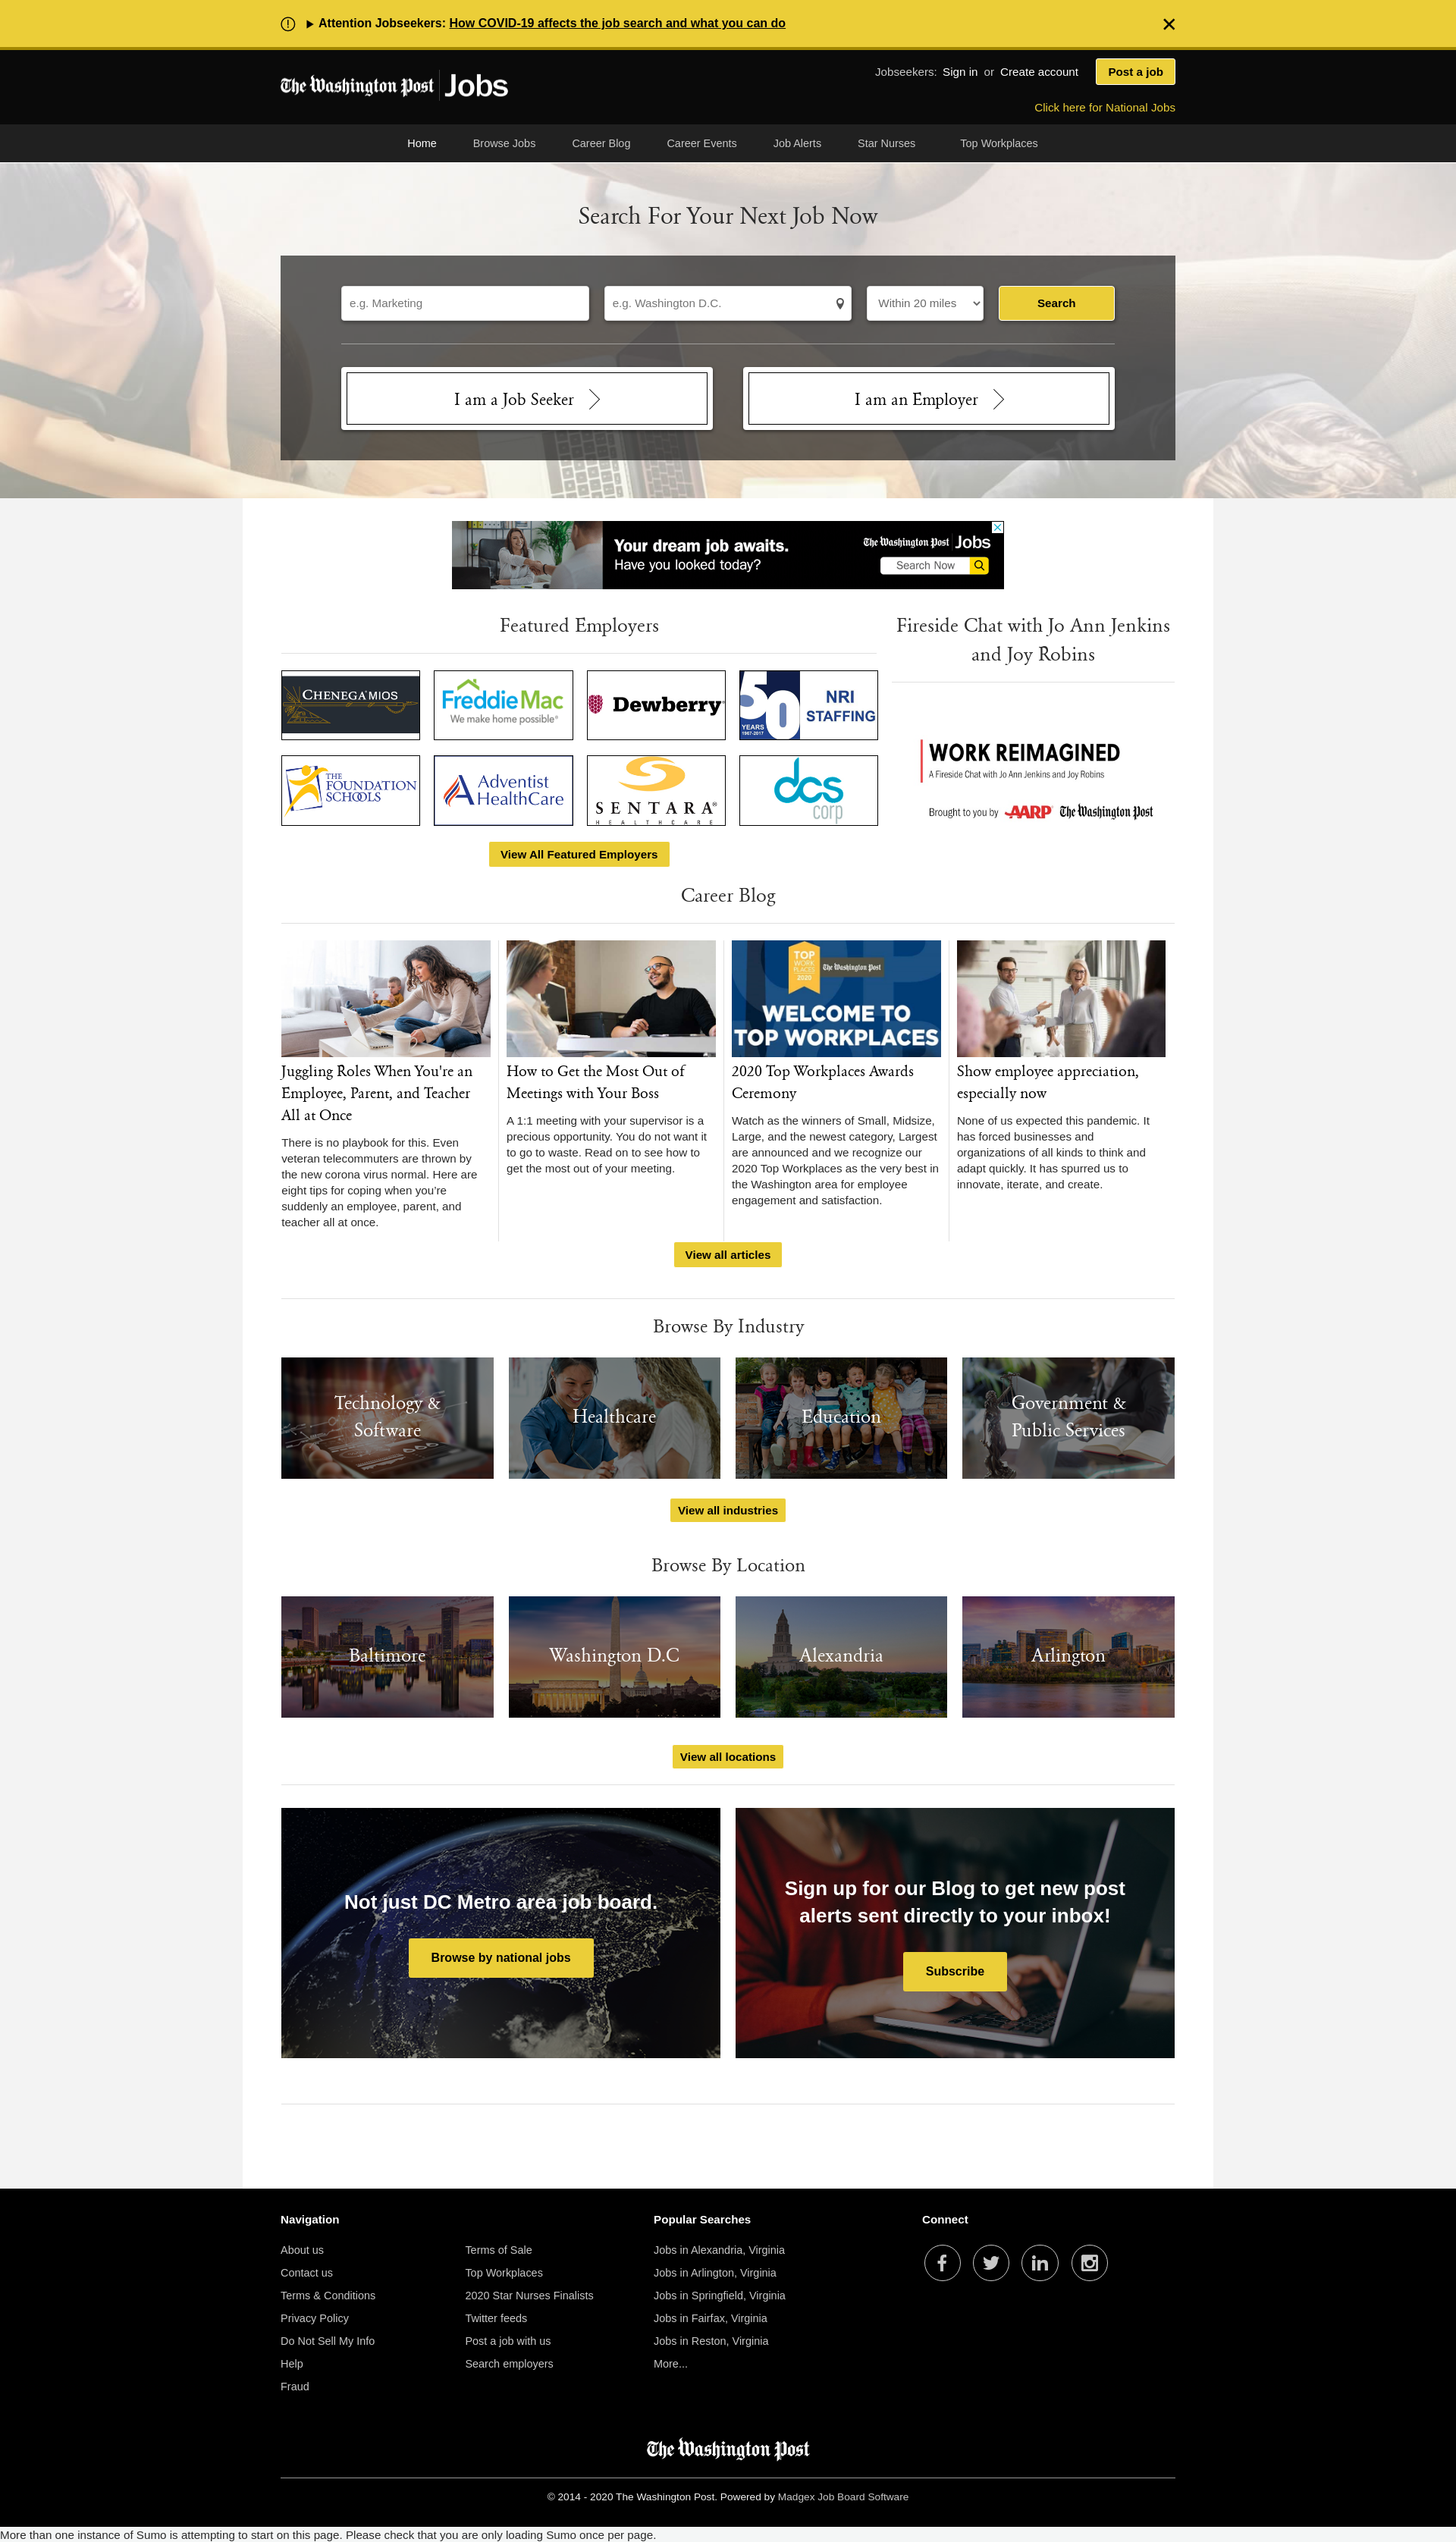 Attention Jobseekers: How COVID-19 affects the job search and what you can do
The Washington Post Jobs
Jobseekers: Sign in or Create account
Post a job
Click here for National Jobs
Home
Browse Jobs
Career Blog
Career Events
Job Alerts
Star Nurses
Top Workplaces
Search For Your Next Job Now
e.g. Marketing
e.g. Washington D.C.
Within 20 miles
Search
I am a Job Seeker
I am an Employer
Your dream job awaits.
Have you looked today?
The Washington Post Jobs
Search Now
Featured Employers
CHENEGA MIOS
Freddie Mac
We make home possible®
Dewberry
50
YEARS
1967-2017
NRI
STAFFING
THE
FOUNDATION
SCHOOLS
Adventist
HealthCare
SENTARA®
HEALTHCARE
dcs
corp
View All Featured Employers
Fireside Chat with Jo Ann Jenkins
and Joy Robins
WORK REIMAGINED
A Fireside Chat with Jo Ann Jenkins and Joy Robins
Brought to you by AARP The Washington Post
Career Blog
Juggling Roles When You're an
Employee, Parent, and Teacher
All at Once
There is no playbook for this. Even
veteran telecommuters are thrown by
the new corona virus normal. Here are
eight tips for coping when you’re
suddenly an employee, parent, and
teacher all at once.
How to Get the Most Out of
Meetings with Your Boss
A 1:1 meeting with your supervisor is a
precious opportunity. You do not want it
to go to waste. Read on to see how to
get the most out of your meeting.
TOP
WORK
PLACES
2020
The Washington Post
WELCOME TO
TOP WORKPLACES
2020 Top Workplaces Awards
Ceremony
Watch as the winners of Small, Midsize,
Large, and the newest category, Largest
are announced and we recognize our
2020 Top Workplaces as the very best in
the Washington area for employee
engagement and satisfaction.
Show employee appreciation,
especially now
None of us expected this pandemic. It
has forced businesses and
organizations of all kinds to think and
adapt quickly. It has spurred us to
innovate, iterate, and create.
View all articles
Browse By Industry
Technology &
Software
Healthcare
Education
Government &
Public Services
View all industries
Browse By Location
Baltimore
Washington D.C
Alexandria
Arlington
View all locations
Not just DC Metro area job board.
Browse by national jobs
Sign up for our Blog to get new post
alerts sent directly to your inbox!
Subscribe
Navigation
About us
Contact us
Terms & Conditions
Privacy Policy
Do Not Sell My Info
Help
Fraud
Terms of Sale
Top Workplaces
2020 Star Nurses Finalists
Twitter feeds
Post a job with us
Search employers
Popular Searches
Jobs in Alexandria, Virginia
Jobs in Arlington, Virginia
Jobs in Springfield, Virginia
Jobs in Fairfax, Virginia
Jobs in Reston, Virginia
More...
Connect
The Washington Post
© 2014 - 2020 The Washington Post. Powered by Madgex Job Board Software
More than one instance of Sumo is attempting to start on this page. Please check that you are only loading Sumo once per page.